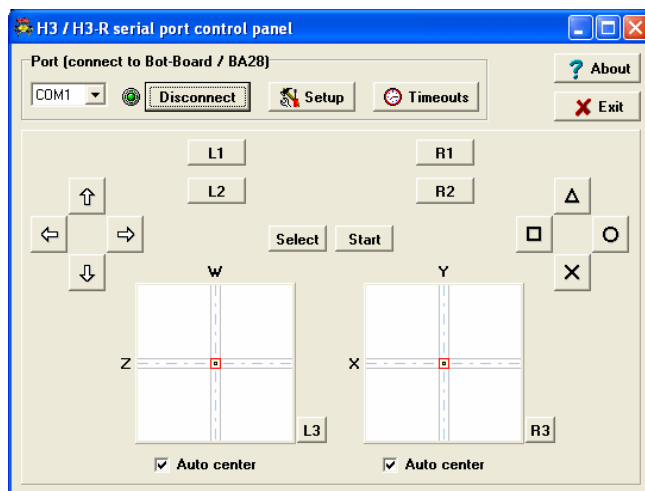 H3 / H3-R serial port control panel
Port (connect to Bot-Board / BA28)
COM1
Disconnect
Setup
Timeouts
? About
Exit
L1
R1
L2
R2
Select
Start
W
Y
Z
X
L3
R3
Auto center
Auto center